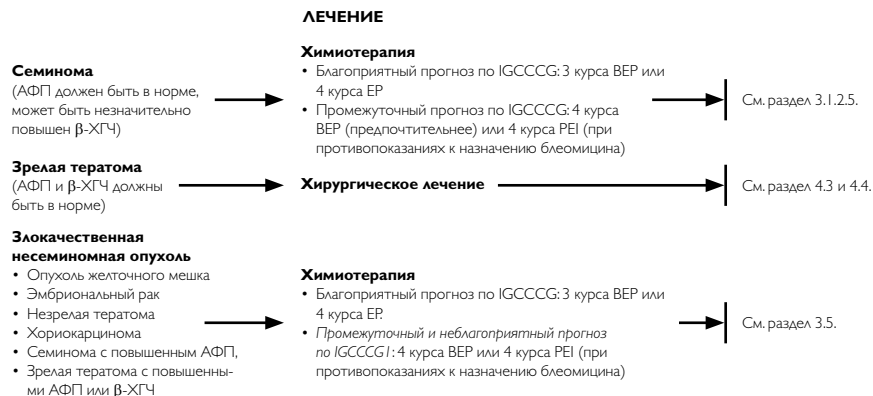 ЛЕЧЕНИЕ
Семинома
(АФП должен быть в норме,
может быть незначительно
повышен β-ХГЧ)
Химиотерапия
• Благоприятный прогноз по IGCCCG: 3 курса BEP или
4 курса EP
• Промежуточный прогноз по IGCCCG: 4 курса
BEP (предпочтительнее) или 4 курса PEI (при
противопоказаниях к назначению блеомицина)
См. раздел 3.1.2.5.
Зрелая тератома
(АФП и β-ХГЧ должны
быть в норме)
Хирургическое лечение
См. раздел 4.3 и 4.4.
Злокачественная
несеминомная опухоль
• Опухоль желточного мешка
• Эмбриональный рак
• Незрелая тератома
• Хориокарцинома
• Семинома с повышенным АФП,
• Зрелая тератома с повышенны-
ми АФП или β-ХГЧ
Химиотерапия
• Благоприятный прогноз по IGCCCG: 3 курса BEP или
4 курса EP.
• Промежуточный и неблагоприятный прогноз
по IGCCCG1: 4 курса BEP или 4 курса PEI (при
противопоказаниях к назначению блеомицина)
См. раздел 3.5.